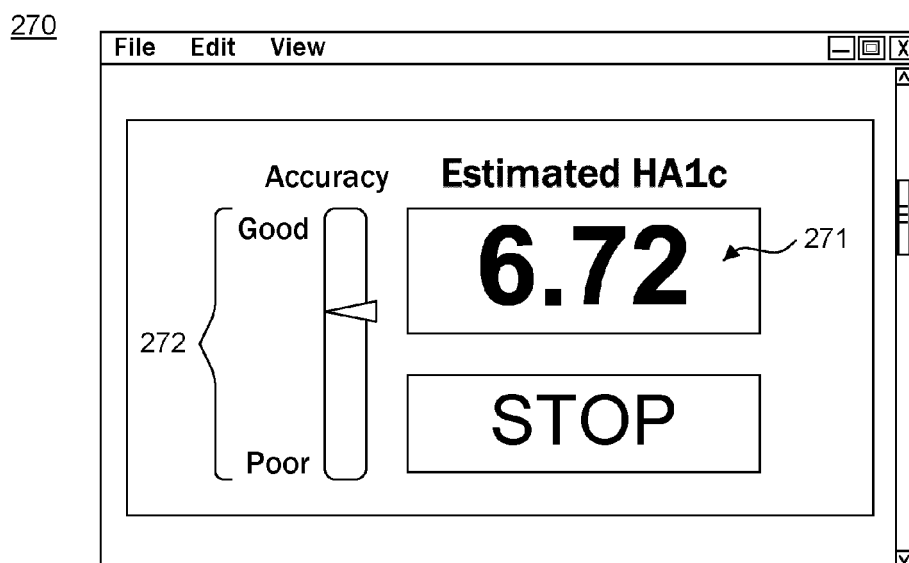 270
File Edit View
Accuracy Estimated HA1c
Good
6.72
271
272
STOP
Poor